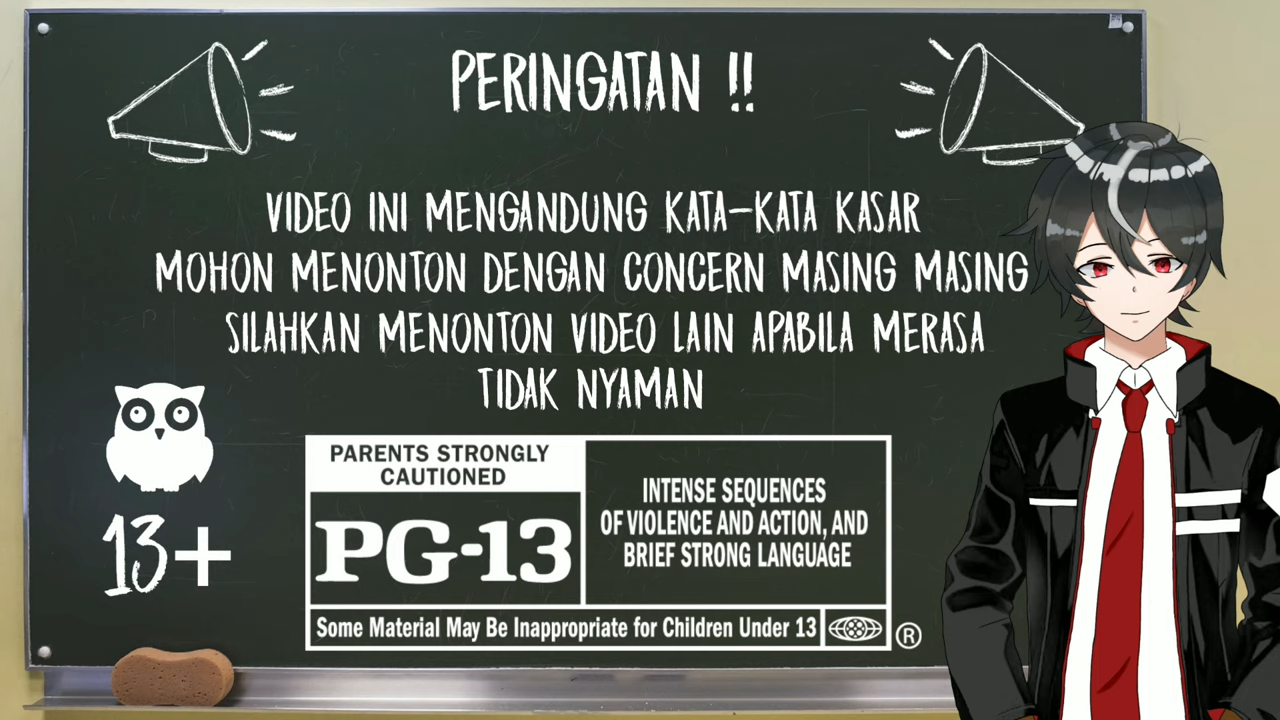 PERINGATAN !!
VIDEO INI MENGANDUNG KATA-KATA KASAR
MOHON MENONTON DENGAN CONCERN MASING MASING
SILAHKAN MENONTON VIDEO LAIN APABILA MERASA
TIDAK NYAMAN
13+
PARENTS STRONGLY
CAUTIONED
PG-13
INTENSE SEQUENCES
OF VIOLENCE AND ACTION, AND
BRIEF STRONG LANGUAGE
Some Material May Be Inappropriate for Children Under 13
®